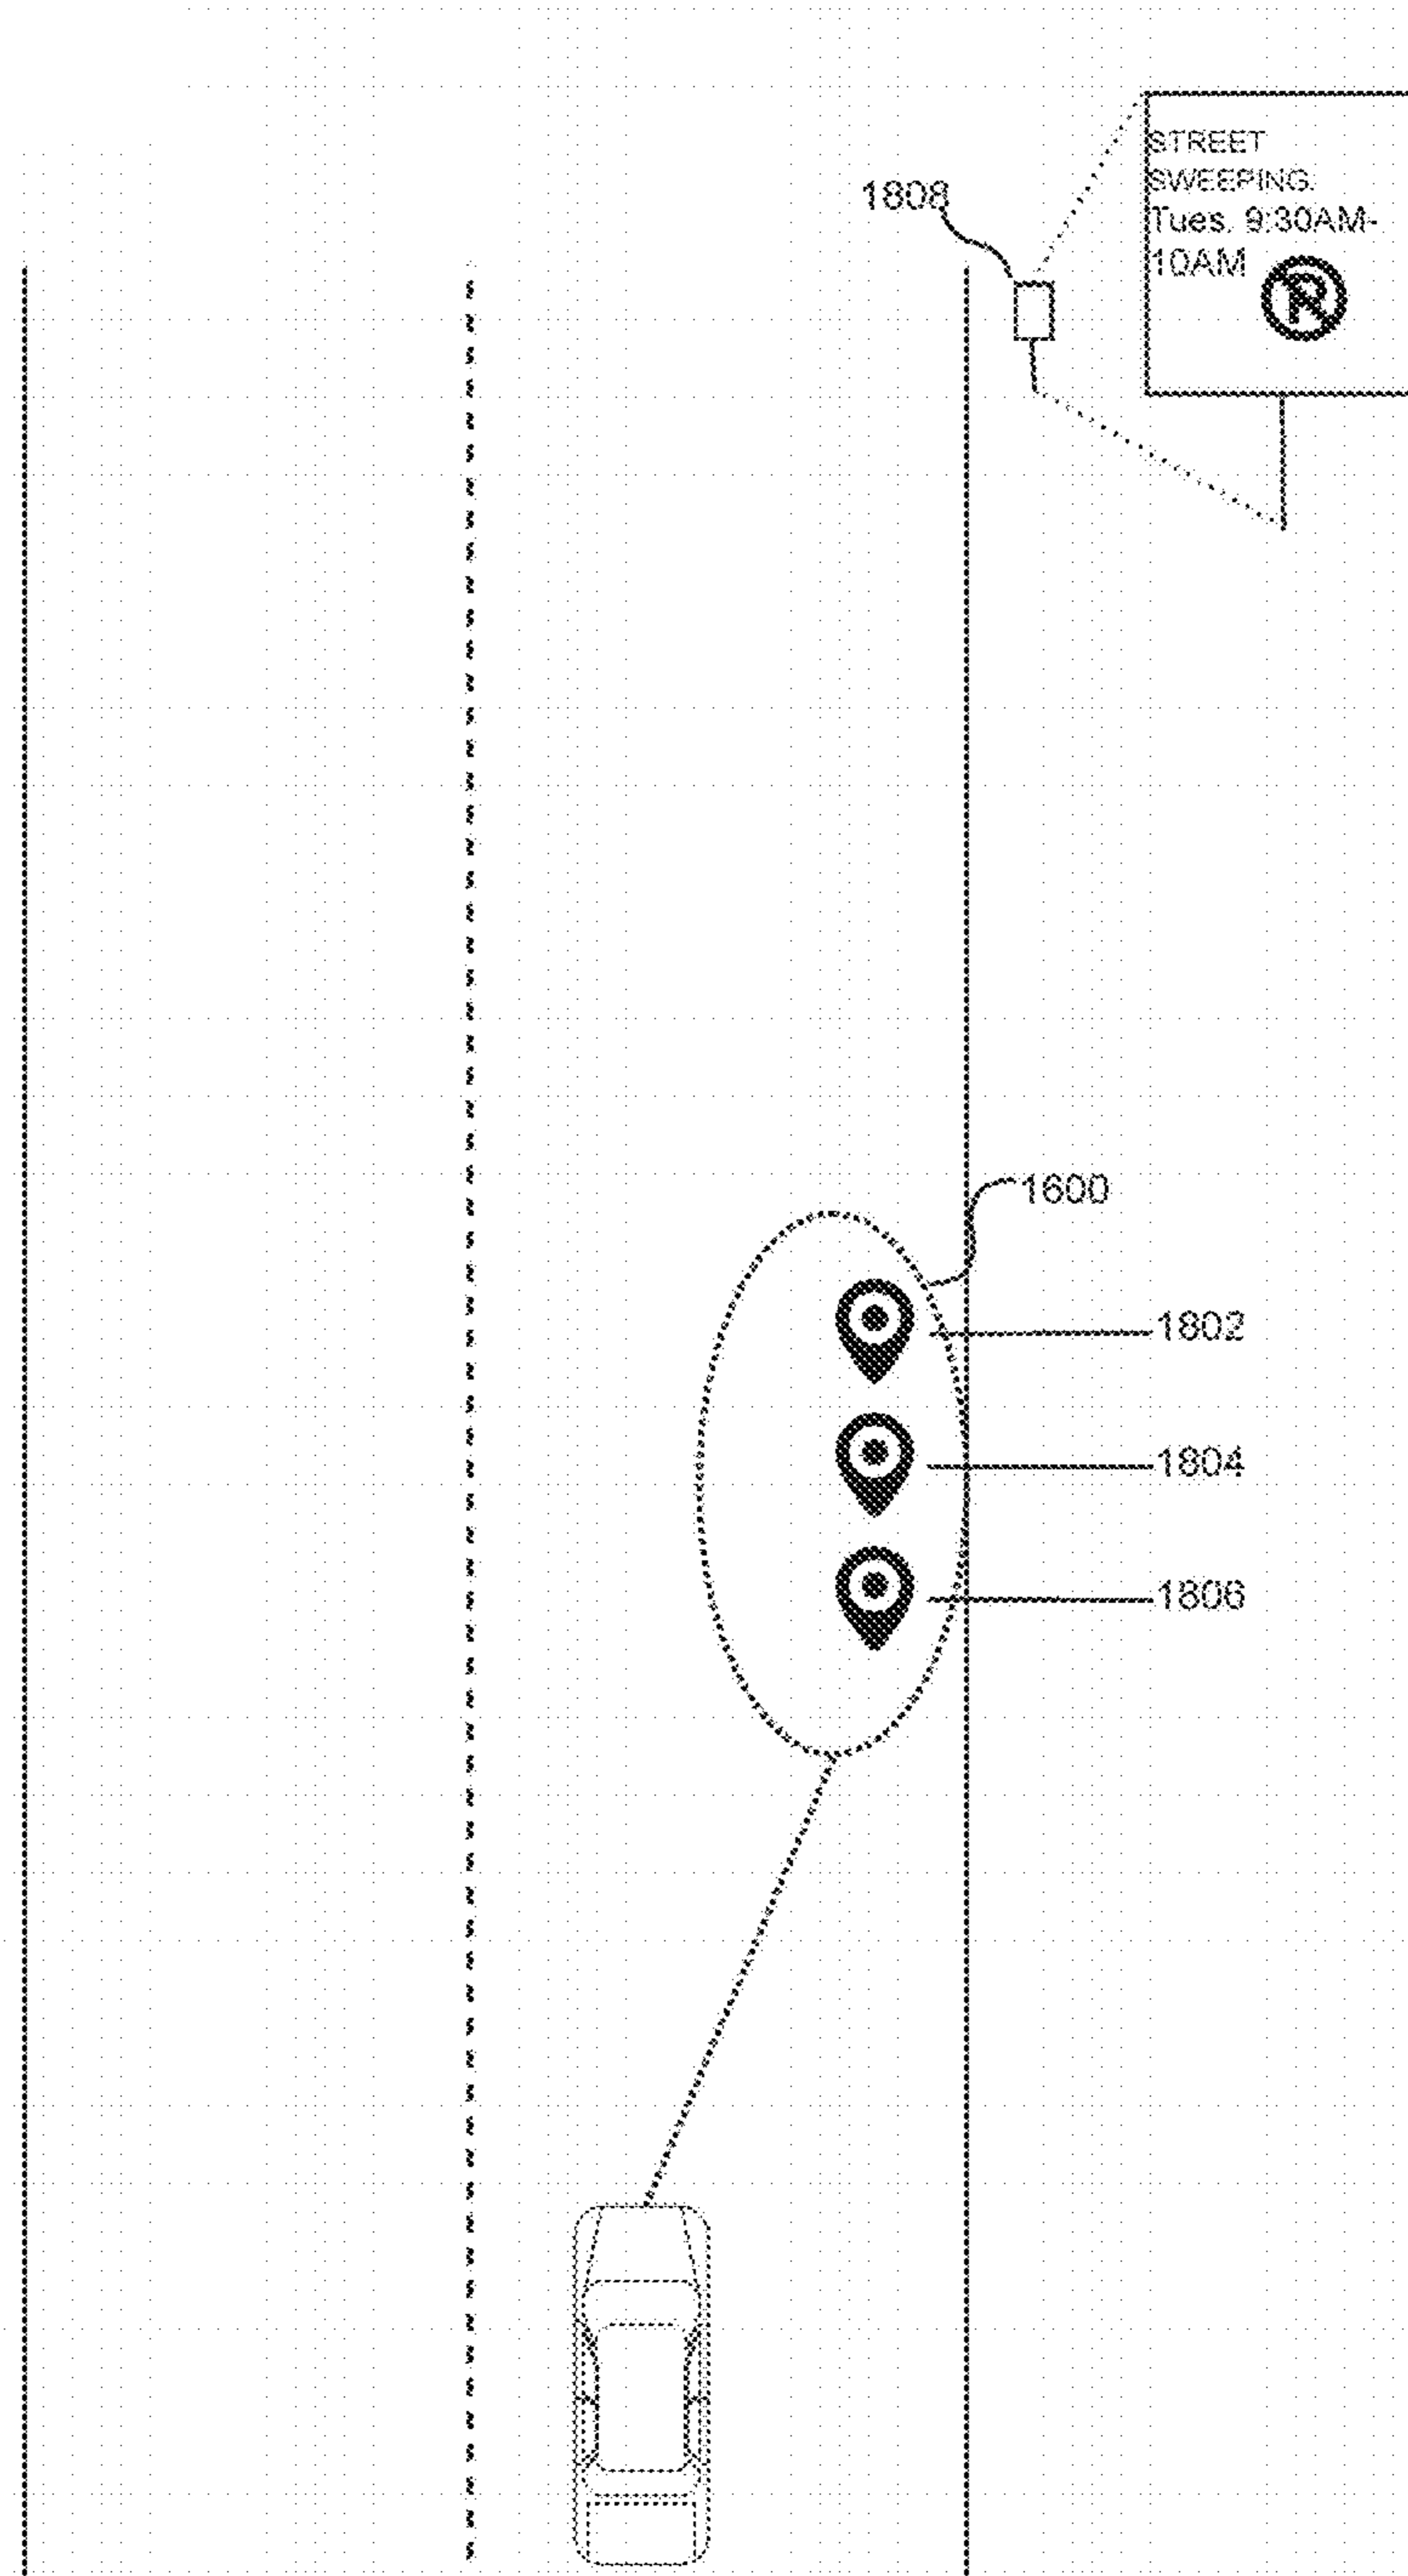 1808
STREET
SWEEPING.
Tues. 9:30AM-
10AM
P
1600
1802
1804
1806